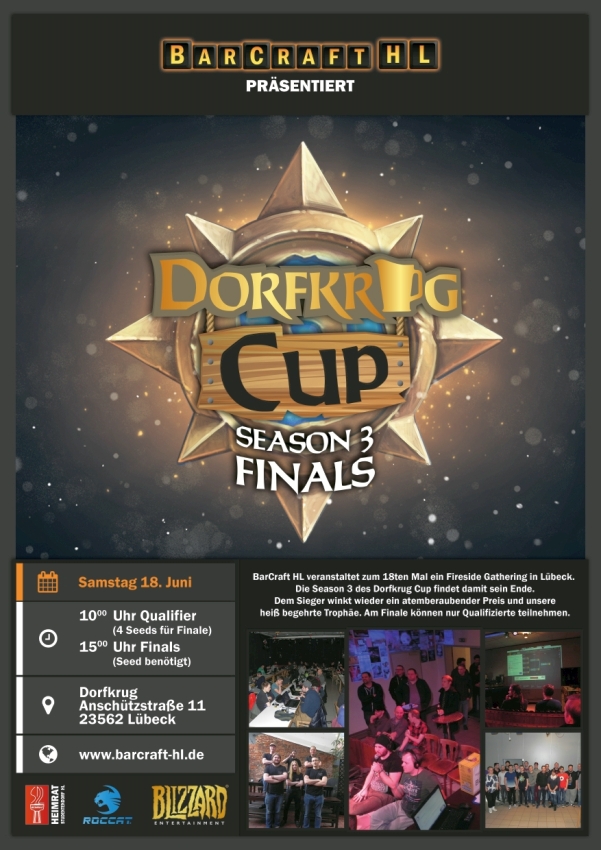 BARCRAFT HL
PRÄSENTIERT
DORFKRUG
CUP
SEASON 3
FINALS
Samstag 18. Juni
10⁰⁰ Uhr Qualifier
(4 Seeds für Finale)
15⁰⁰ Uhr Finals
(Seed benötigt)
Dorfkrug
Anschützstraße 11
23562 Lübeck
www.barcraft-hl.de
BarCraft HL veranstaltet zum 18ten Mal ein Fireside Gathering in Lübeck.
Die Season 3 des Dorfkrug Cup findet damit sein Ende.
Dem Sieger winkt wieder ein atemberaubender Preis und unsere
heiß begehrte Trophäe. Am Finale können nur Qualifizierte teilnehmen.
HEIMRAT
ROCCAT
BLIZZARD
ENTERTAINMENT